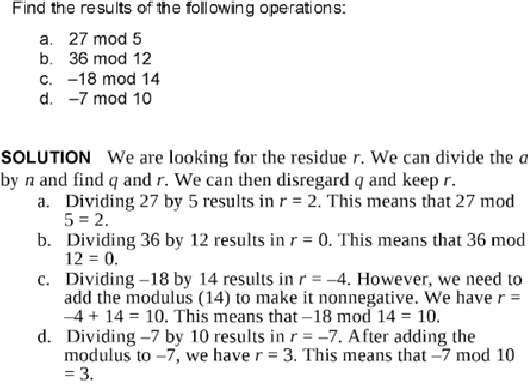 Find the results of the following operations:
a. 27 mod 5
b. 36 mod 12
c. –18 mod 14
d. –7 mod 10
SOLUTION We are looking for the residue r. We can divide the a
by n and find q and r. We can then disregard q and keep r.
a. Dividing 27 by 5 results in r = 2. This means that 27 mod
5 = 2.
b. Dividing 36 by 12 results in r = 0. This means that 36 mod
12 = 0.
c. Dividing –18 by 14 results in r = –4. However, we need to
add the modulus (14) to make it nonnegative. We have r =
–4 + 14 = 10. This means that –18 mod 14 = 10.
d. Dividing –7 by 10 results in r = –7. After adding the
modulus to –7, we have r = 3. This means that –7 mod 10
= 3.